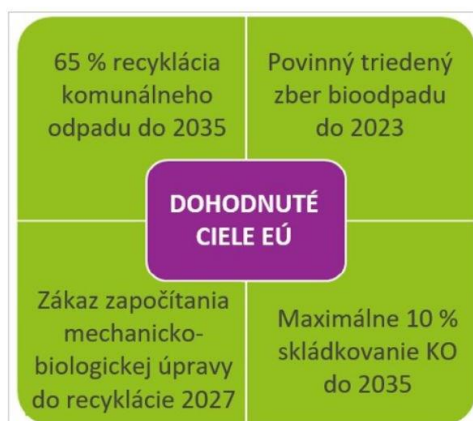 65 % recyklácia
komunálneho
odpadu do 2035
Povinný triedený
zber bioodpadu
do 2023
DOHODNUTÉ
CIELE EÚ
Zákaz započítania
mechanicko-
biologickej úpravy
do recyklácie 2027
Maximálne 10 %
skládkovanie KO
do 2035